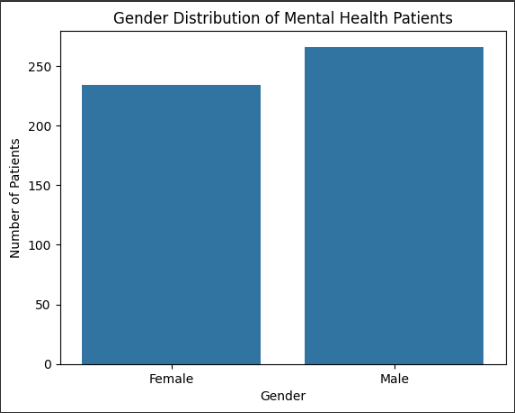 Gender Distribution of Mental Health Patients
250
200
150
100
50
0
Number of Patients
Female Male
Gender